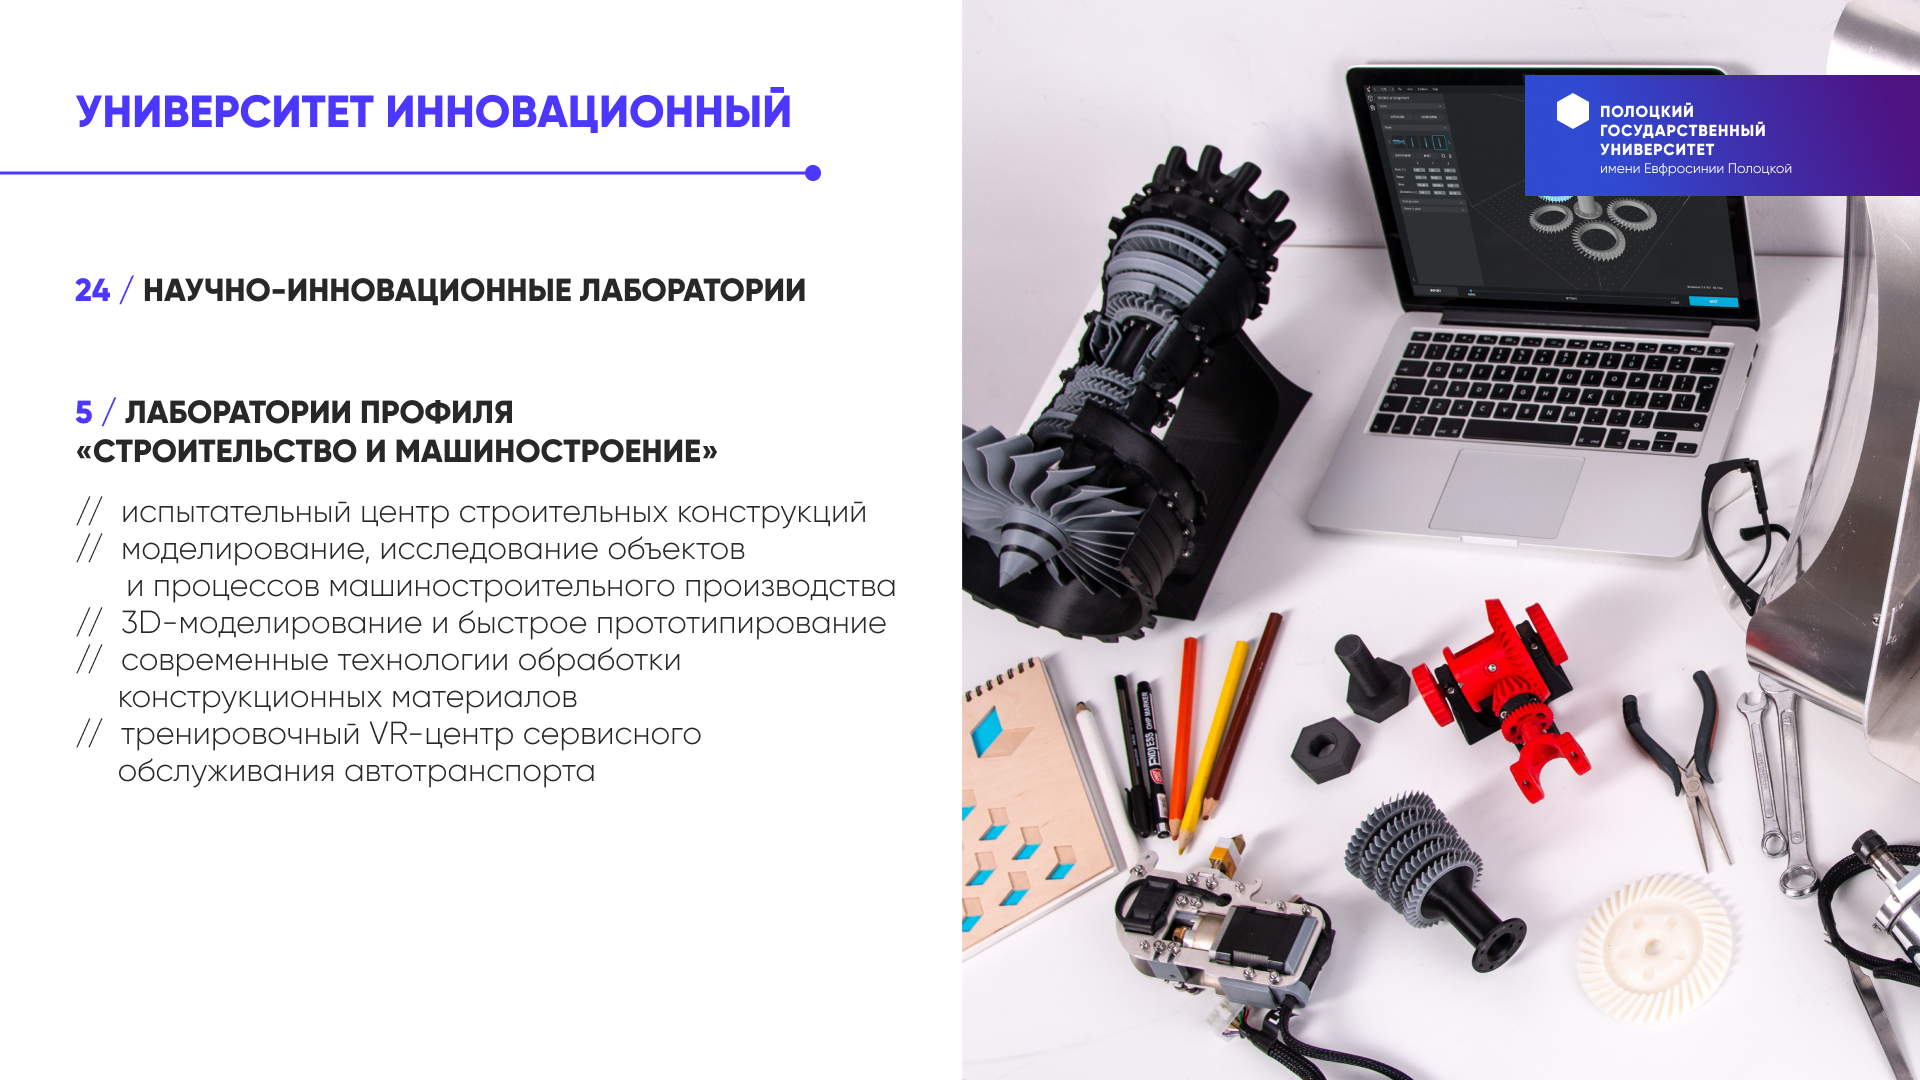 УНИВЕРСИТЕТ ИННОВАЦИОННЫЙ
ПОЛОЦКИЙ
ГОСУДАРСТВЕННЫЙ
УНИВЕРСИТЕТ
имени Евфросинии Полоцкой
24 / НАУЧНО-ИННОВАЦИОННЫЕ ЛАБОРАТОРИИ
5 / ЛАБОРАТОРИИ ПРОФИЛЯ
«СТРОИТЕЛЬСТВО И МАШИНОСТРОЕНИЕ»
// испытательный центр строительных конструкций
// моделирование, исследование объектов
и процессов машиностроительного производства
// 3D-моделирование и быстрое прототипирование
// современные технологии обработки
конструкционных материалов
// тренировочный VR-центр сервисного
обслуживания автотранспорта
OHP MARKER